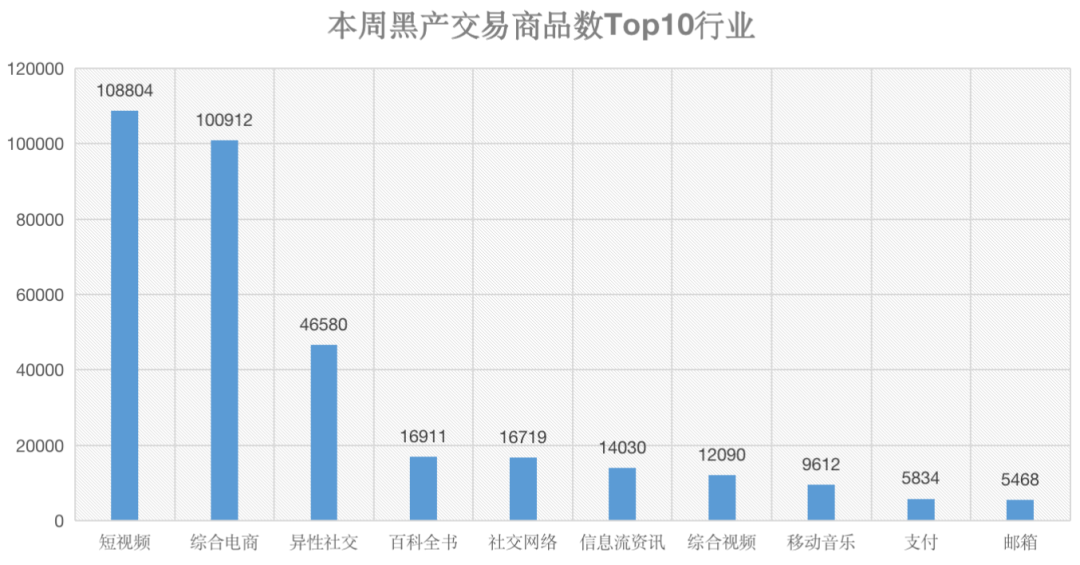 本周黑产交易商品数Top10行业
120000
100000
80000
60000
40000
20000
0
108804
100912
46580
16911
16719
14030
12090
9612
5834
5468
短视频
综合电商
异性社交
百科全书
社交网络
信息流资讯
综合视频
移动音乐
支付
邮箱